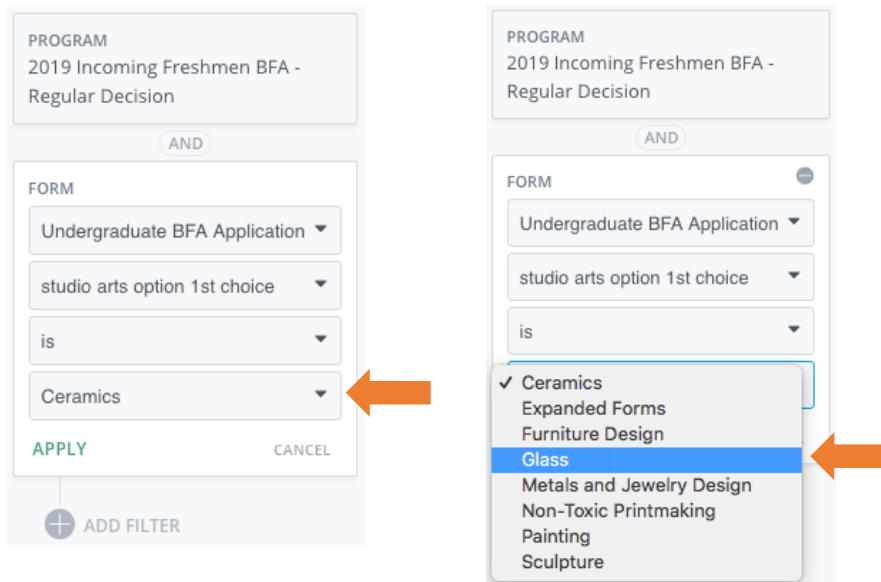 PROGRAM
2019 Incoming Freshmen BFA -
Regular Decision
AND
FORM
Undergraduate BFA Application
studio arts option 1st choice
is
Ceramics
APPLY
CANCEL
ADD FILTER
PROGRAM
2019 Incoming Freshmen BFA -
Regular Decision
AND
FORM
Undergraduate BFA Application
studio arts option 1st choice
is
Ceramics
Expanded Forms
Furniture Design
Glass
Metals and Jewelry Design
Non-Toxic Printmaking
Painting
Sculpture